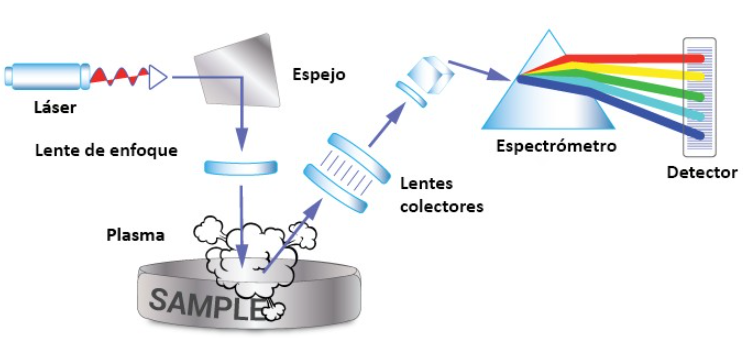 Láser
Espejo
Lente de enfoque
Plasma
SAMPLE
Lentes
colectores
Espectrómetro
Detector